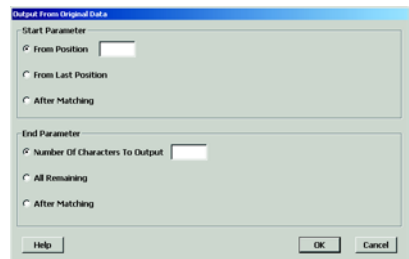 Output From Original Data
Start Parameter
From Position
From Last Position
After Matching
End Parameter
Number Of Characters To Output
All Remaining
After Matching
Help OK Cancel